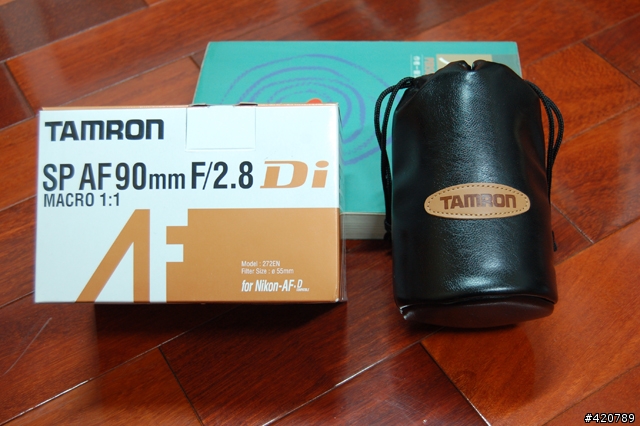 TAMRON
SP AF90mm F/2.8 Di
MACRO 1:1
AF
Model : 272EN
Filter Size : ø 55mm
for Nikon-AF-D
TAMRON
#420789